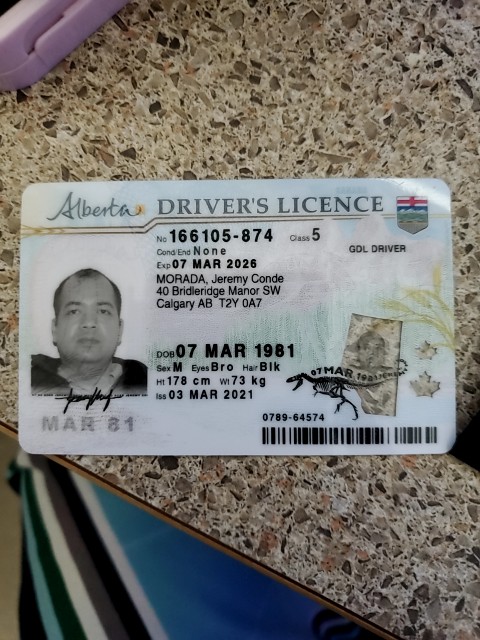 Alberta DRIVER'S LICENCE
No 166105-874 Class 5
Cond/End None
GDL DRIVER
Exp 07 MAR 2026
MORADA, Jeremy Conde
40 Bridleridge Manor SW
Calgary AB T2Y 0A7
DOB 07 MAR 1981
Sex M Eyes Bro Hair Blk
Ht 178 cm Wt 73 kg
Iss 03 MAR 2021
07 MAR
MAR 81
0789-64574